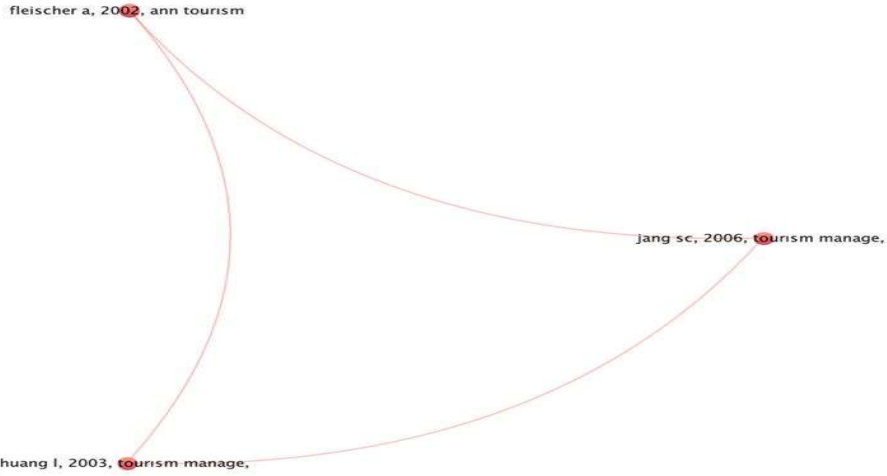 fleischer a, 2002, ann tourism
jang sc, 2006, tourism manage,
huang l, 2003, tourism manage,